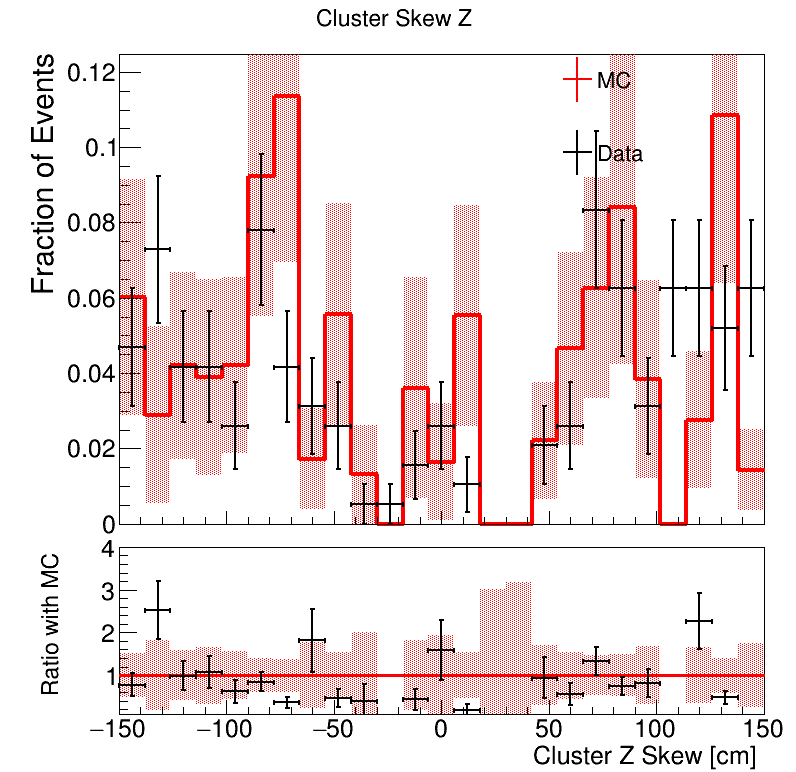 Cluster Skew Z
Fraction of Events
0.12
0.1
0.08
0.06
0.04
0.02
0
MC
Data
Ratio with MC
4
3
2
1
−150 −100 −50 0 50 100 150
Cluster Z Skew [cm]